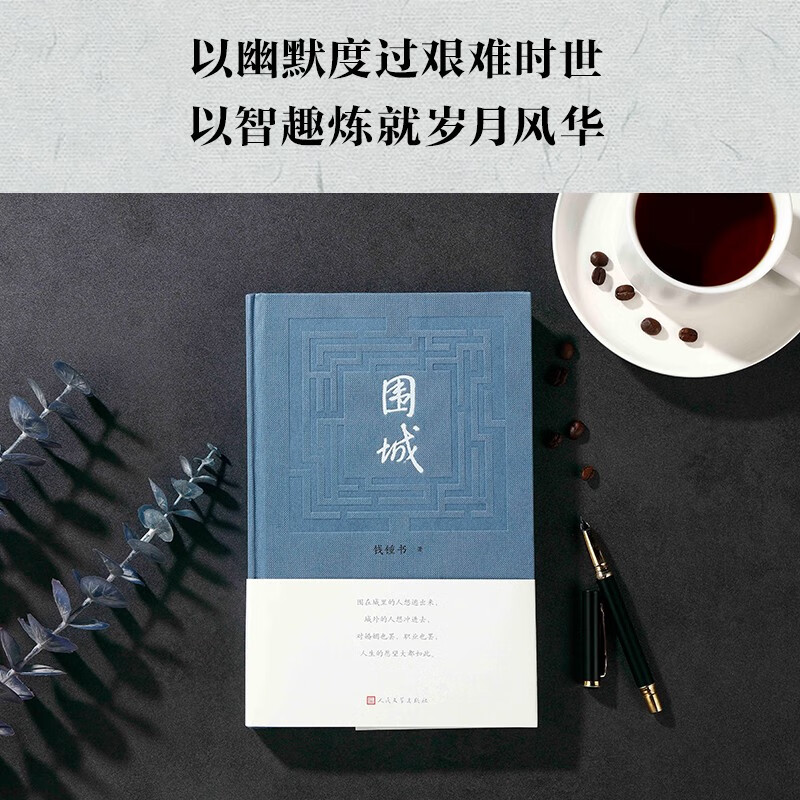 以幽默度过艰难时世
以智趣炼就岁月风华
围
城
钱锺书 著
围在城里的人想逃出来,
城外的人想冲进去,
对婚姻也罢,职业也罢,
人生的愿望大都如此。
人民文学出版社